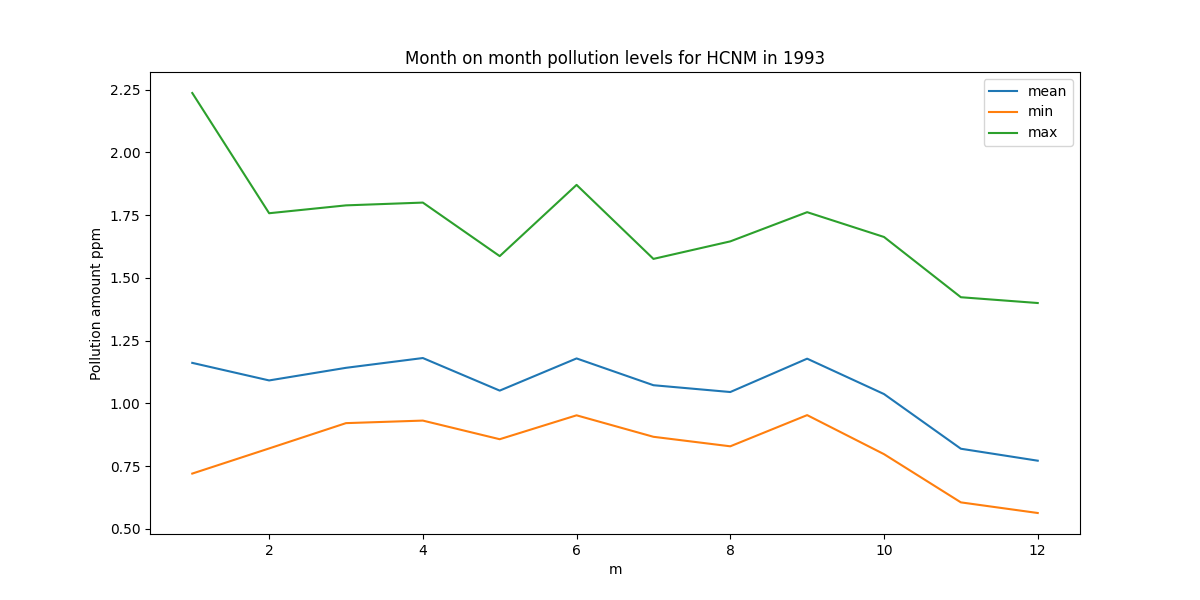 Month on month pollution levels for HCNM in 1993
mean
min
max
2.25
2.00
1.75
1.50
1.25
1.00
0.75
0.50
Pollution amount ppm
2 4 6 8 10 12
m